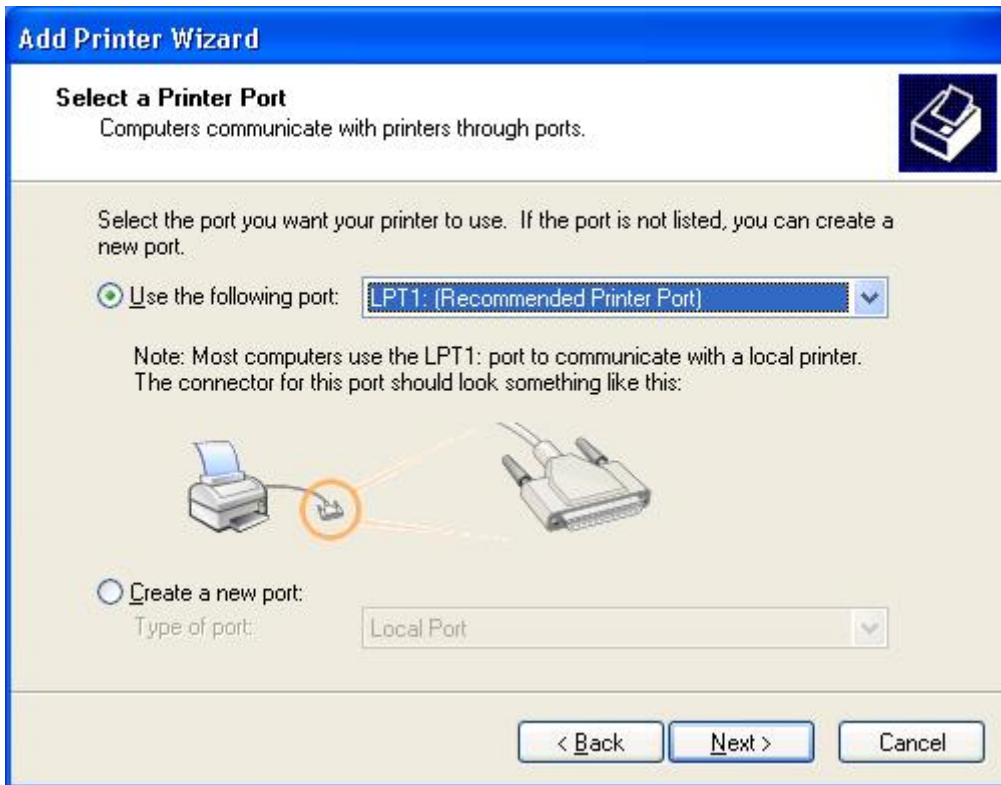 Add Printer Wizard
Select a Printer Port
Computers communicate with printers through ports.
Select the port you want your printer to use. If the port is not listed, you can create a
new port.
Use the following port: LPT1: (Recommended Printer Port)
Note: Most computers use the LPT1: port to communicate with a local printer.
The connector for this port should look something like this:
Create a new port:
Type of port: Local Port
< Back Next > Cancel